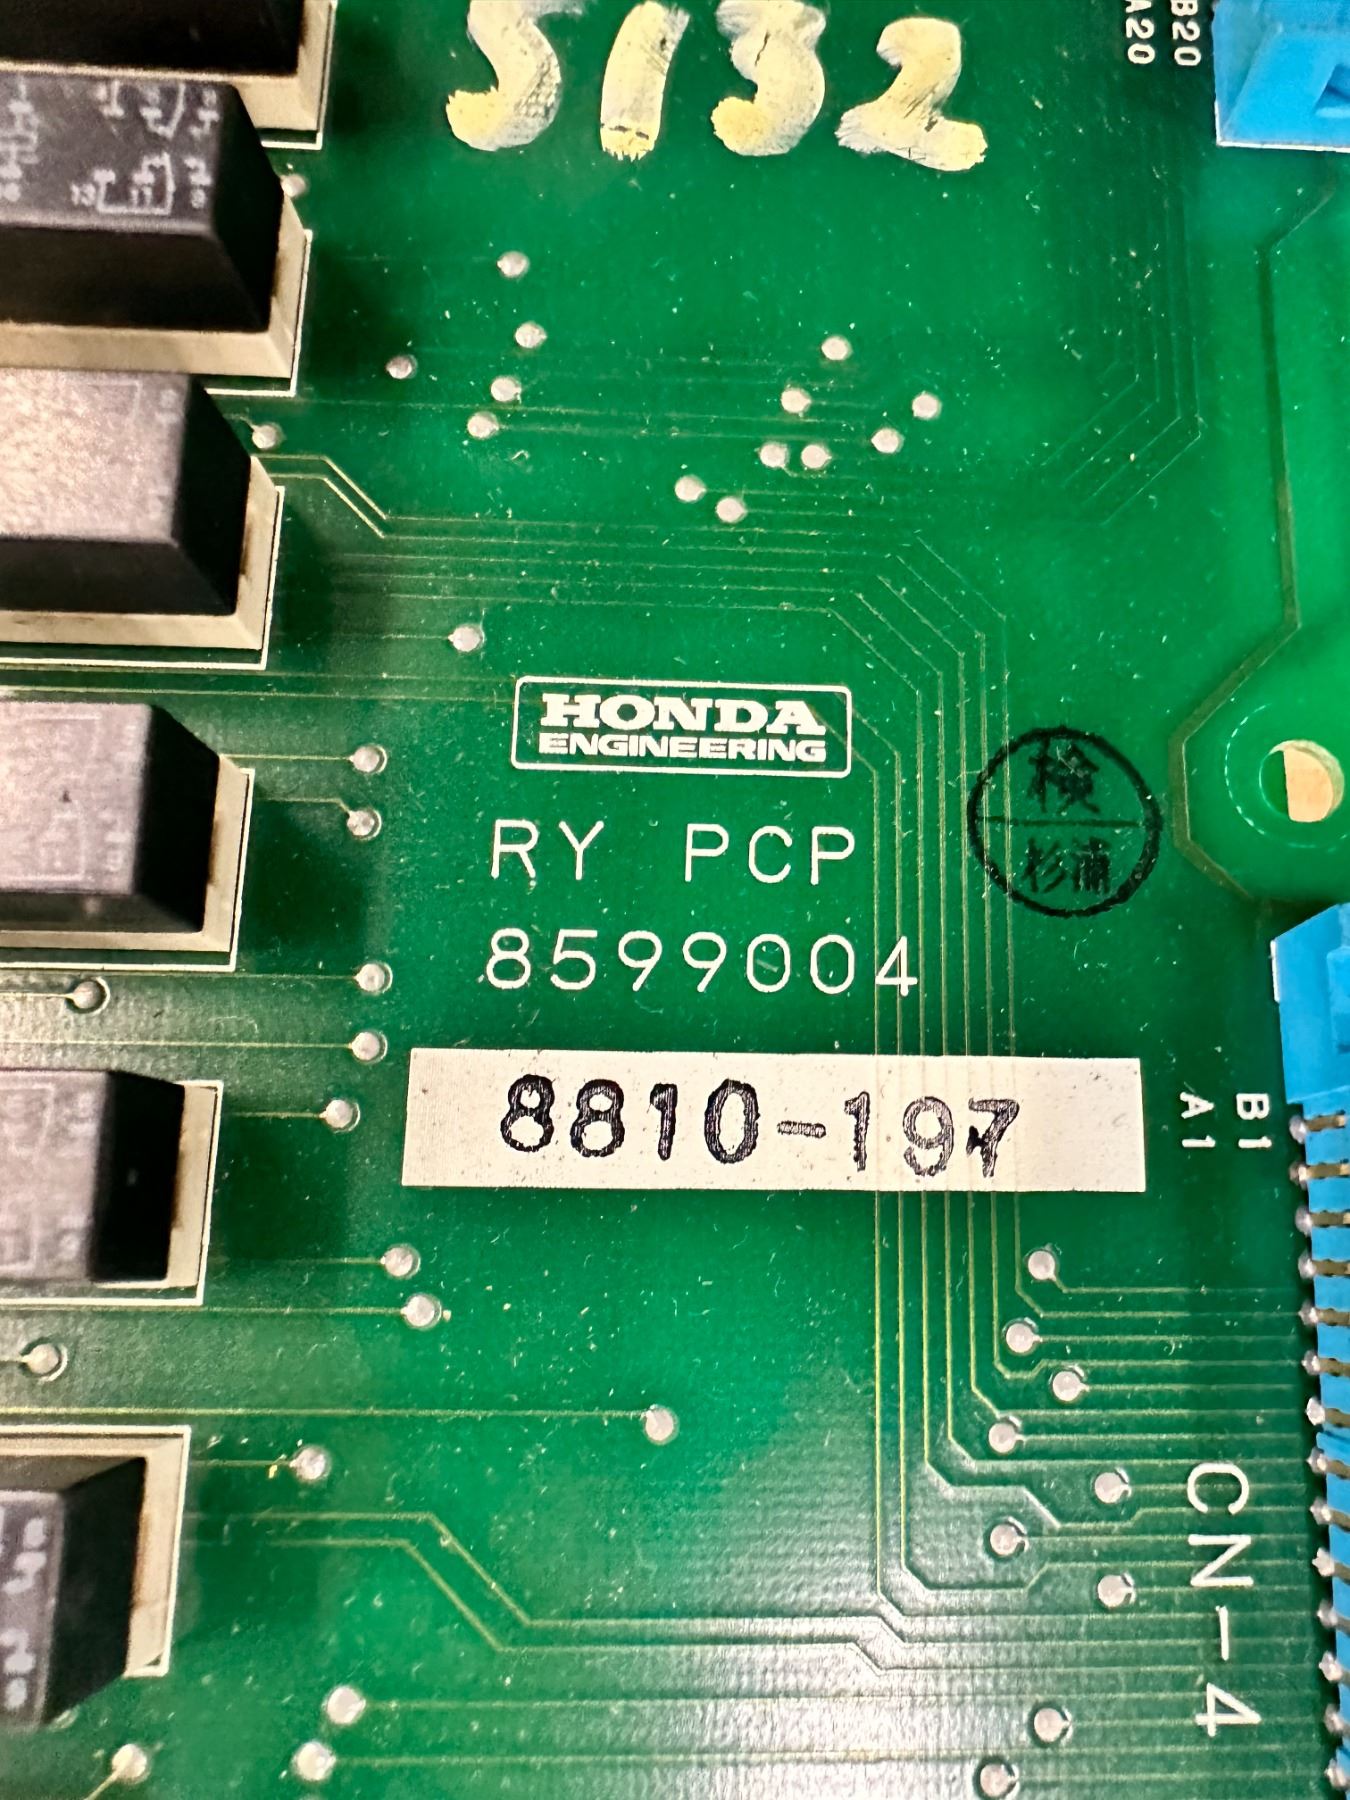 5132
B20
A20
HONDA
ENGINEERING
RY PCP
8599004
検
杉浦
8810-197
B1
A1
CN-4